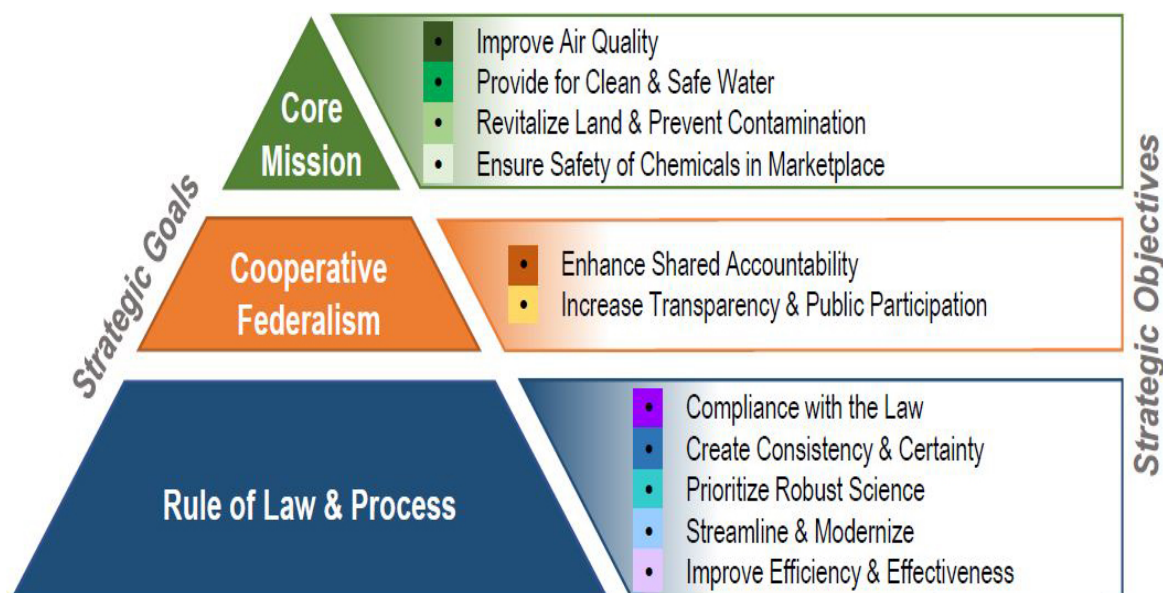 Core
Mission
• Improve Air Quality
• Provide for Clean & Safe Water
• Revitalize Land & Prevent Contamination
• Ensure Safety of Chemicals in Marketplace
Strategic Goals
Cooperative
Federalism
• Enhance Shared Accountability
• Increase Transparency & Public Participation
Strategic Objectives
Rule of Law & Process
• Compliance with the Law
• Create Consistency & Certainty
• Prioritize Robust Science
• Streamline & Modernize
• Improve Efficiency & Effectiveness